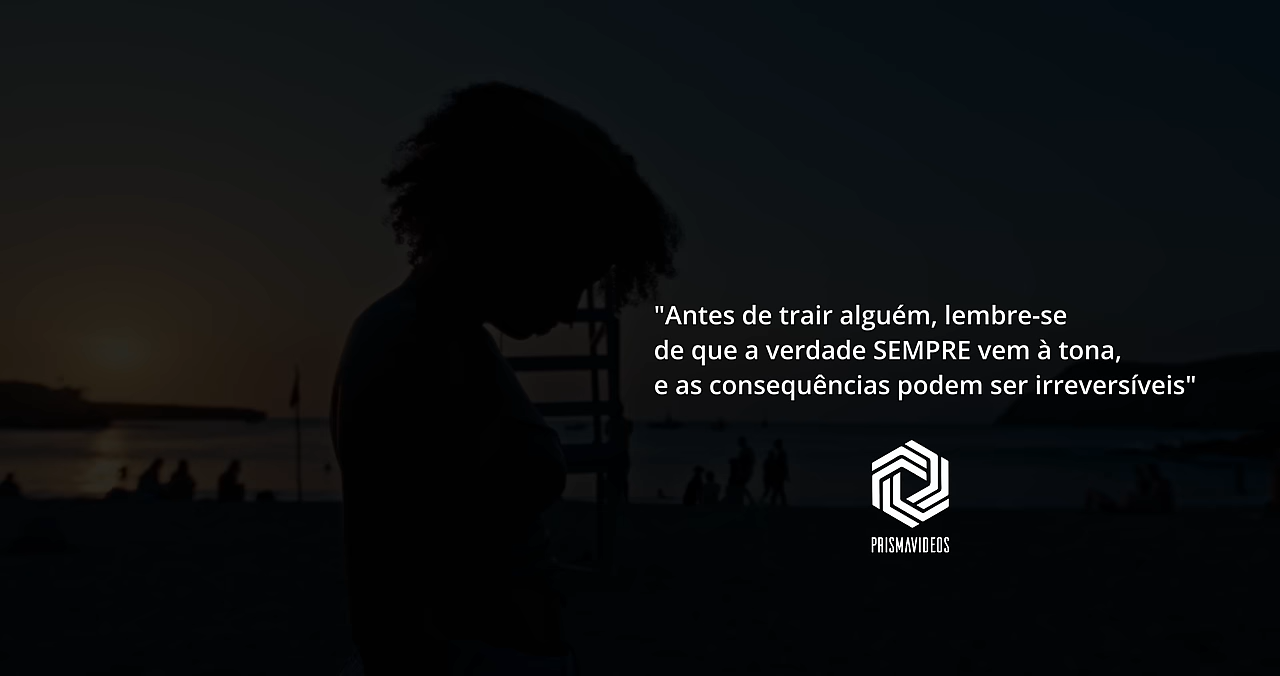 "Antes de trair alguém, lembre-se
de que a verdade SEMPRE vem à tona,
e as consequências podem ser irreversíveis"
PRISMAVIDEOS